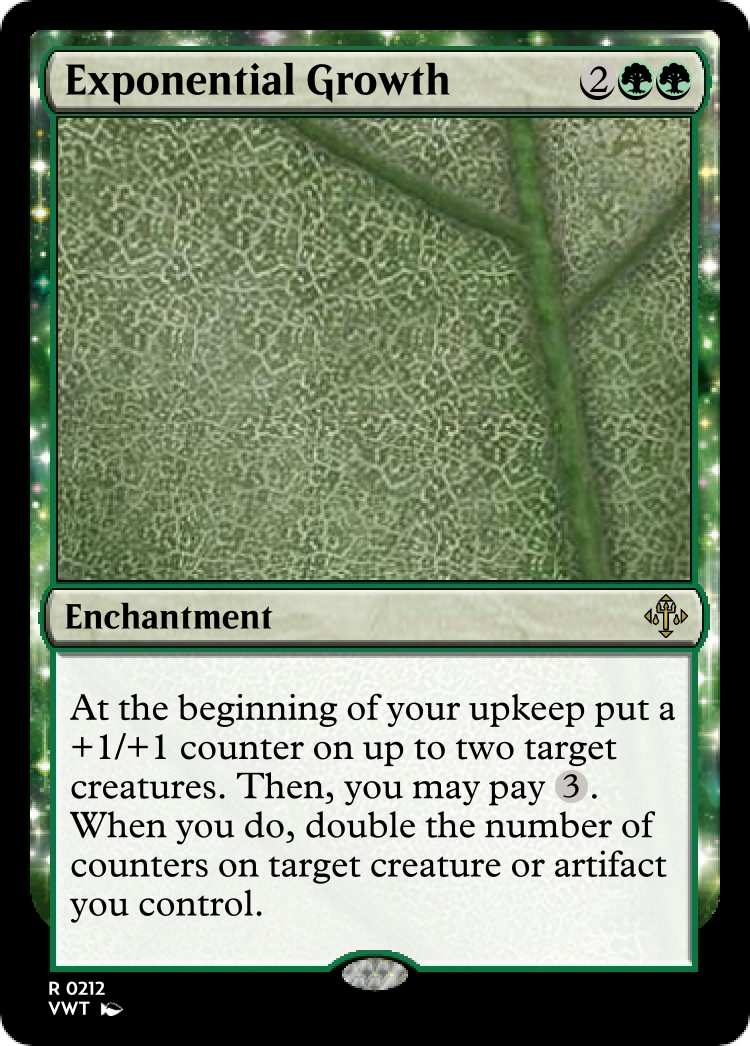 Exponential Growth 2
Enchantment
At the beginning of your upkeep put a
+1/+1 counter on up to two target
creatures. Then, you may pay 3.
When you do, double the number of
counters on target creature or artifact
you control.
R 0212
VWT